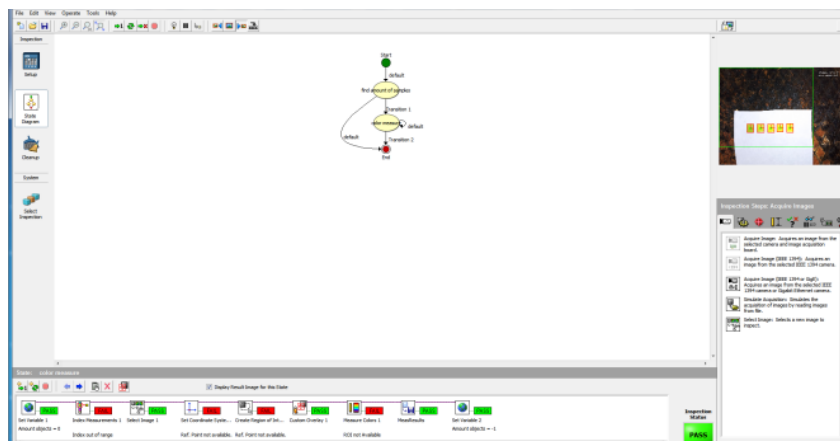 File Edit View Operate Tools Help
Inspection
Setup
State
Diagram
Cleanup
System
Select
Inspection
Start
default
find amount of samples
Transition 1
color measure
default
default
Transition 2
End
Inspection Steps: Acquire Images
Acquire Image: Acquires an image from the
selected camera and image acquisition
board.
Acquire Image (IEEE 1394): Acquires an
image from the selected IEEE 1394 camera.
Acquire Image (IEEE 1394 or GigE):
Acquires an image from the selected IEEE
1394 camera or Gigabit Ethernet camera.
Simulate Acquisition: Simulates the
acquisition of images by reading images
from file.
Select Image: Selects a new image to
inspect.
State: color measure
Display Result Image for this State
PASS FAIL PASS FAIL FAIL FAIL FAIL PASS PASS
Set Variable 1 Index Measurements 1 Select Image 1 Set Coordinate Syste... Create Region of Int... Custom Overlay 1 Measure Colors 1 MeasResults Set Variable 2
Amount objects = 0 Index out of range Ref. Point not available. Ref. Point not available. ROI not Available Amount objects = -1
Inspection
Status
PASS